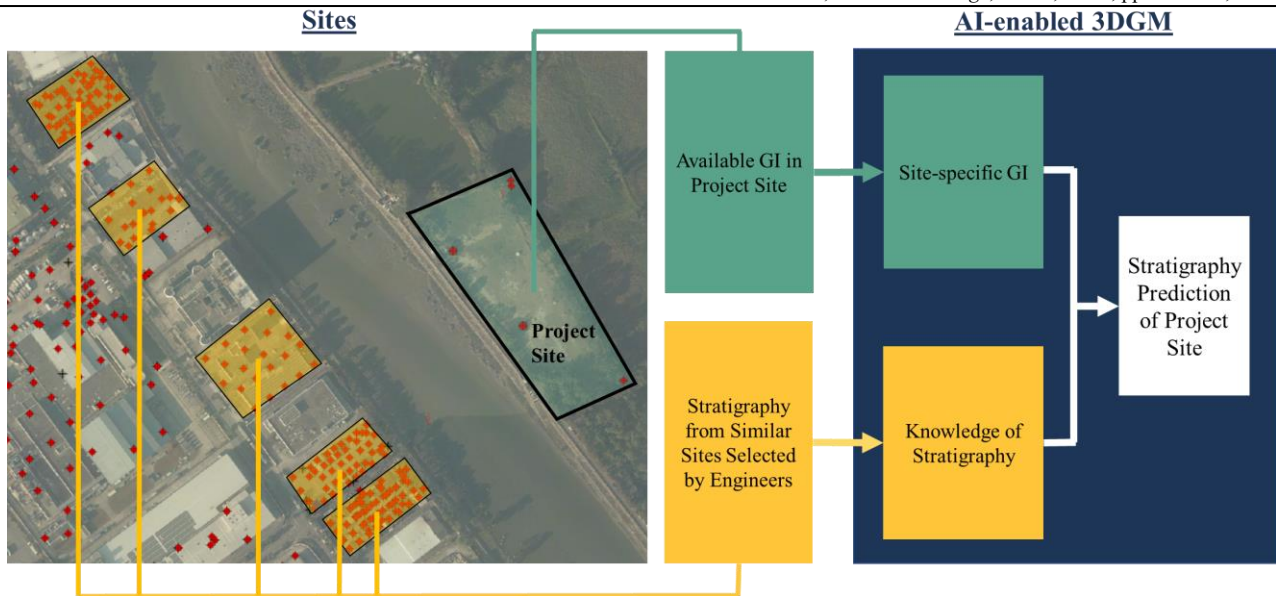 Sites
AI-enabled 3DGM
Available GI in
Project Site
Site-specific GI
Project
Site
Stratigraphy
Prediction
of Project
Site
Stratigraphy
from Similar
Sites Selected
by Engineers
Knowledge of
Stratigraphy